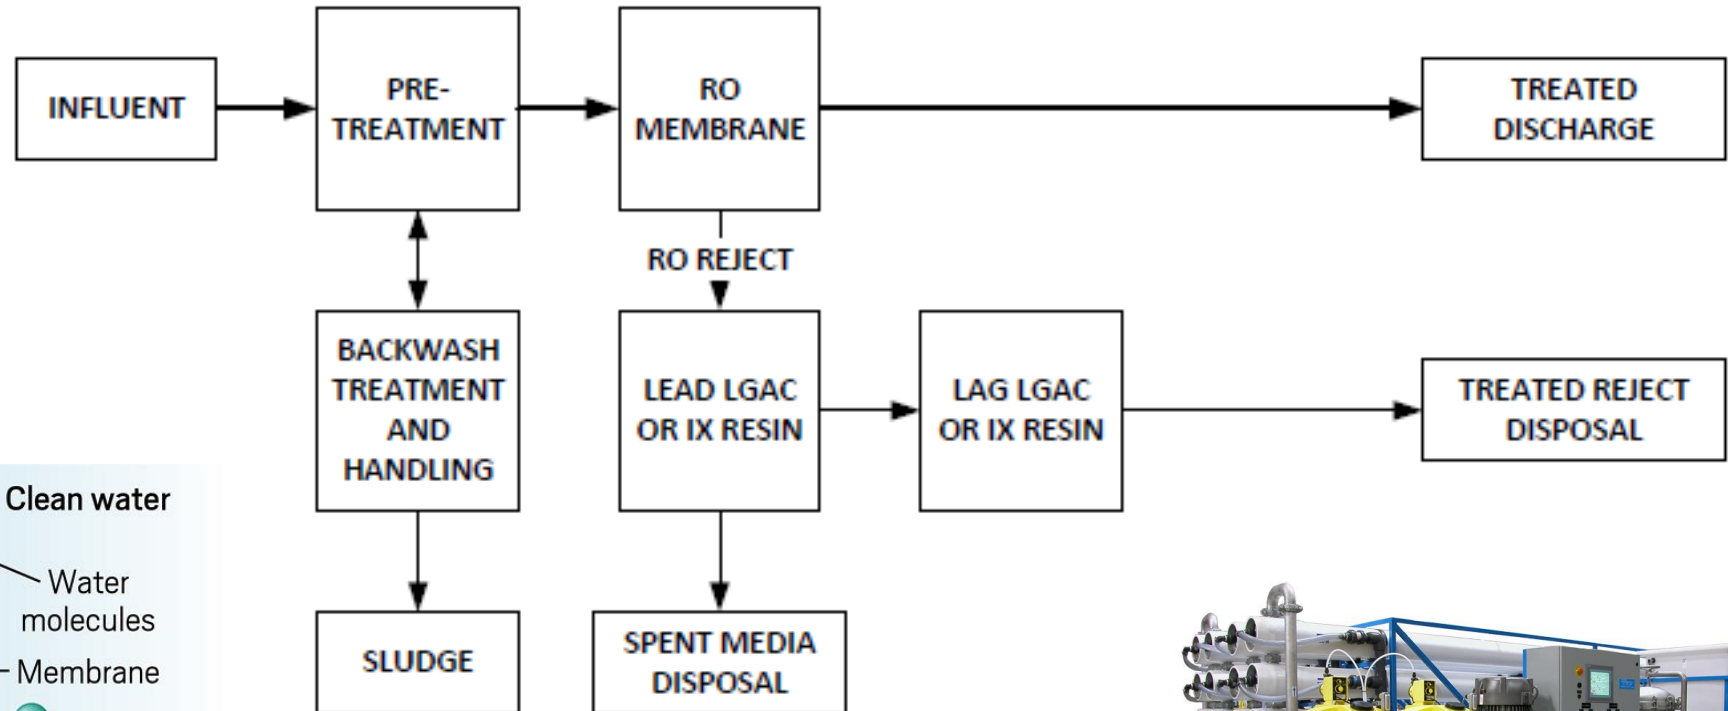 INFLUENT
PRE-
TREATMENT
RO
MEMBRANE
TREATED
DISCHARGE
RO REJECT
BACKWASH
TREATMENT
AND
HANDLING
LEAD LGAC
OR IX RESIN
LAG LGAC
OR IX RESIN
TREATED REJECT
DISPOSAL
Clean water
Water
molecules
Membrane
SLUDGE
SPENT MEDIA
DISPOSAL